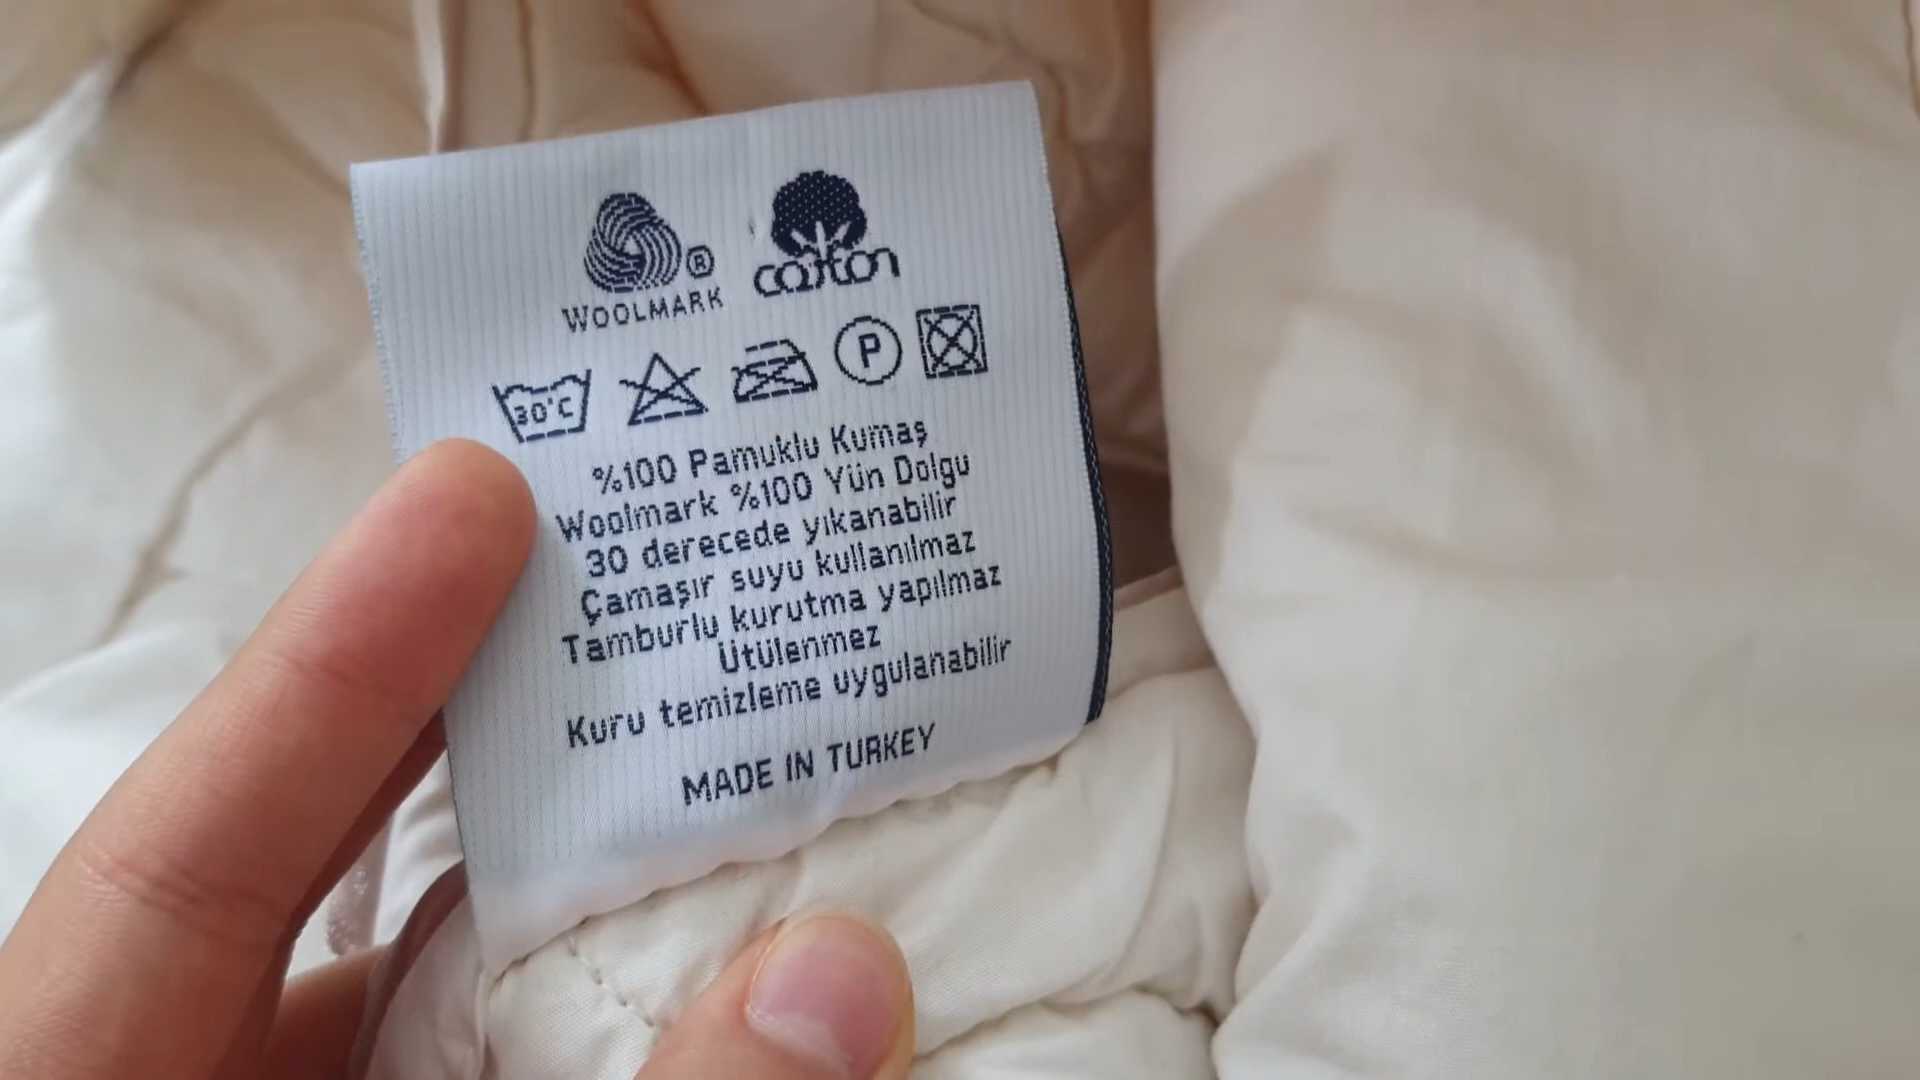 WOOLMARK ®
cotton
30°C
P
%100 Pamuklu Kumaş
Woolmark %100 Yün Dolgu
30 derecede yıkanabilir
Çamaşır suyu kullanılmaz
Tamburlu kurutma yapılmaz
Ütülenmez
Kuru temizleme uygulanabilir
MADE IN TURKEY